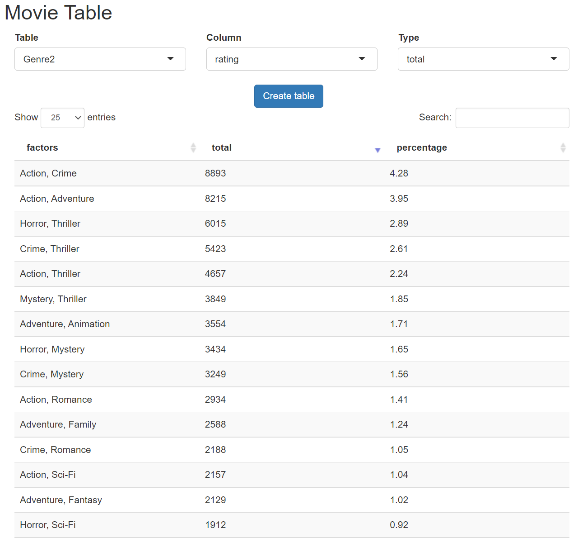 Movie Table
Table Column Type
Genre2 rating total
Create table
Show 25 entries Search:
factors total percentage
Action, Crime 8893 4.28
Action, Adventure 8215 3.95
Horror, Thriller 6015 2.89
Crime, Thriller 5423 2.61
Action, Thriller 4657 2.24
Mystery, Thriller 3849 1.85
Adventure, Animation 3554 1.71
Horror, Mystery 3434 1.65
Crime, Mystery 3249 1.56
Action, Romance 2934 1.41
Adventure, Family 2588 1.24
Crime, Romance 2188 1.05
Action, Sci-Fi 2157 1.04
Adventure, Fantasy 2129 1.02
Horror, Sci-Fi 1912 0.92